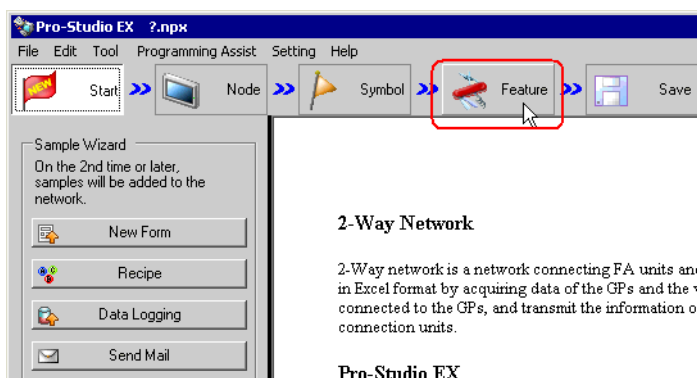 Pro-Studio EX ?.npx
File Edit Tool Programming Assist Setting Help
NEW Start Node Symbol Feature Save
Sample Wizard
On the 2nd time or later,
samples will be added to the
network.
New Form
Recipe
Data Logging
Send Mail
2-Way Network
2-Way network is a network connecting FA units and
in Excel format by acquiring data of the GPs and the
connected to the GPs, and transmit the information o
connection units.
Pro-Studio EX